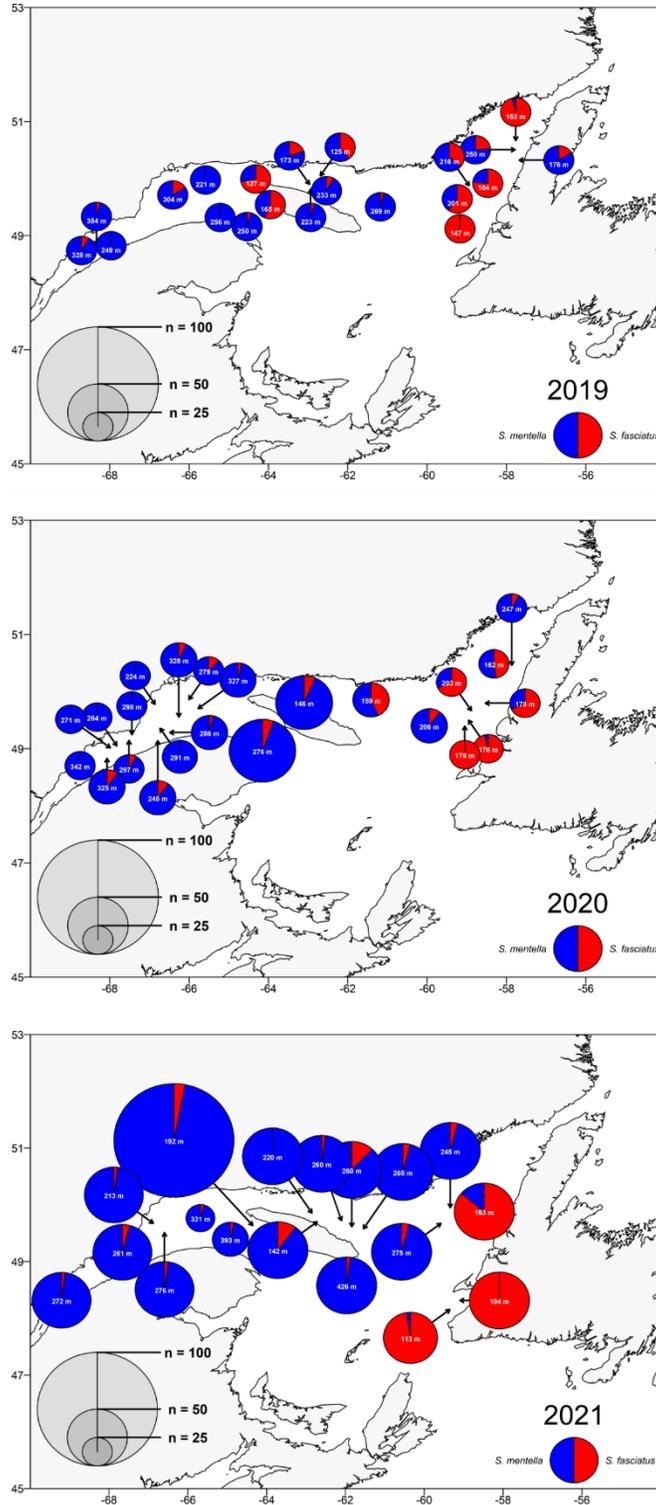 53
51
49
47
45
163 m
125 m
173 m
216 m
250 m
176 m
221 m
127 m
304 m
233 m
184 m
269 m
201 m
165 m
354 m
256 m
250 m
223 m
147 m
328 m
249 m
n = 100
n = 50
n = 25
2019
S. mentella
S. fasciatus
-68
-66
-64
-62
-60
-58
-56
53
51
49
47
45
247 m
328 m
162 m
224 m
279 m
327 m
203 m
159 m
178 m
298 m
146 m
271 m
264 m
206 m
286 m
276 m
176 m
291 m
342 m
297 m
325 m
245 m
n = 100
n = 50
n = 25
2020
S. mentella
S. fasciatus
-68
-66
-64
-62
-60
-58
-56
53
51
49
47
45
192 m
220 m
260 m
260 m
265 m
245 m
213 m
163 m
331 m
393 m
261 m
142 m
275 m
276 m
426 m
272 m
104 m
113 m
n = 100
n = 50
n = 25
2021
S. mentella
S. fasciatus
-68
-66
-64
-62
-60
-58
-56